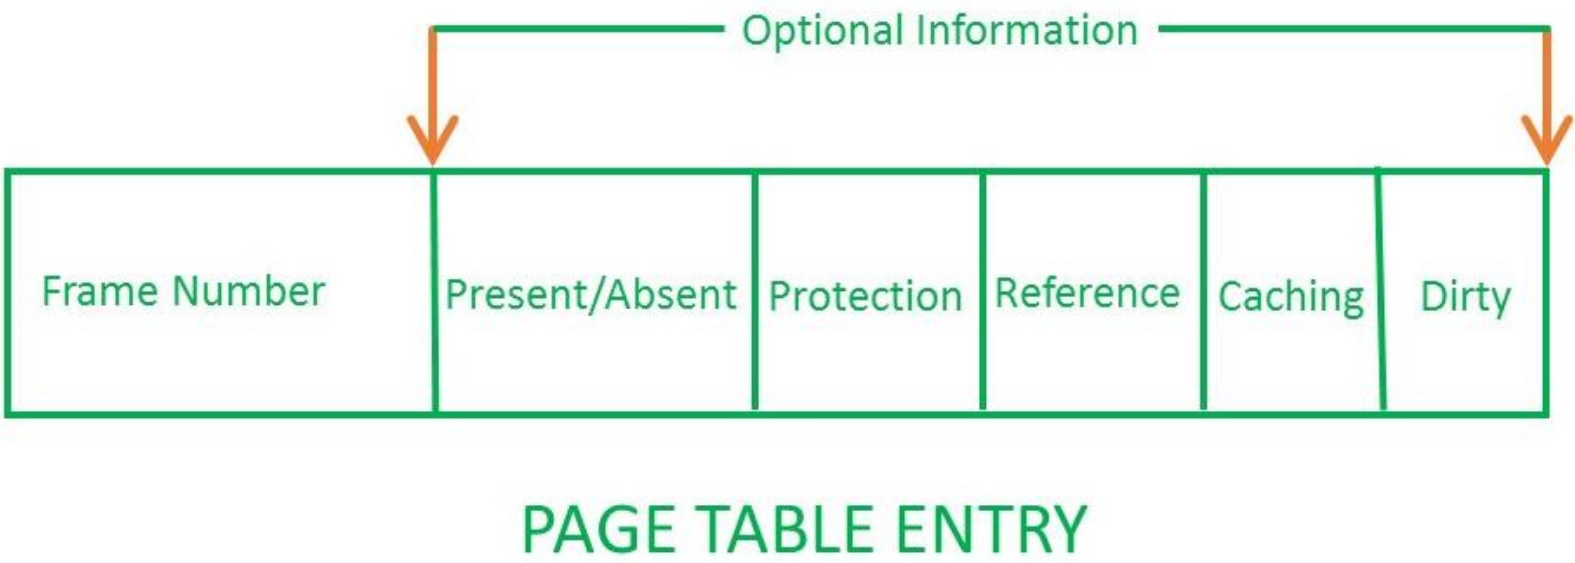 Optional Information
Frame Number
Present/Absent
Protection
Reference
Caching
Dirty
PAGE TABLE ENTRY